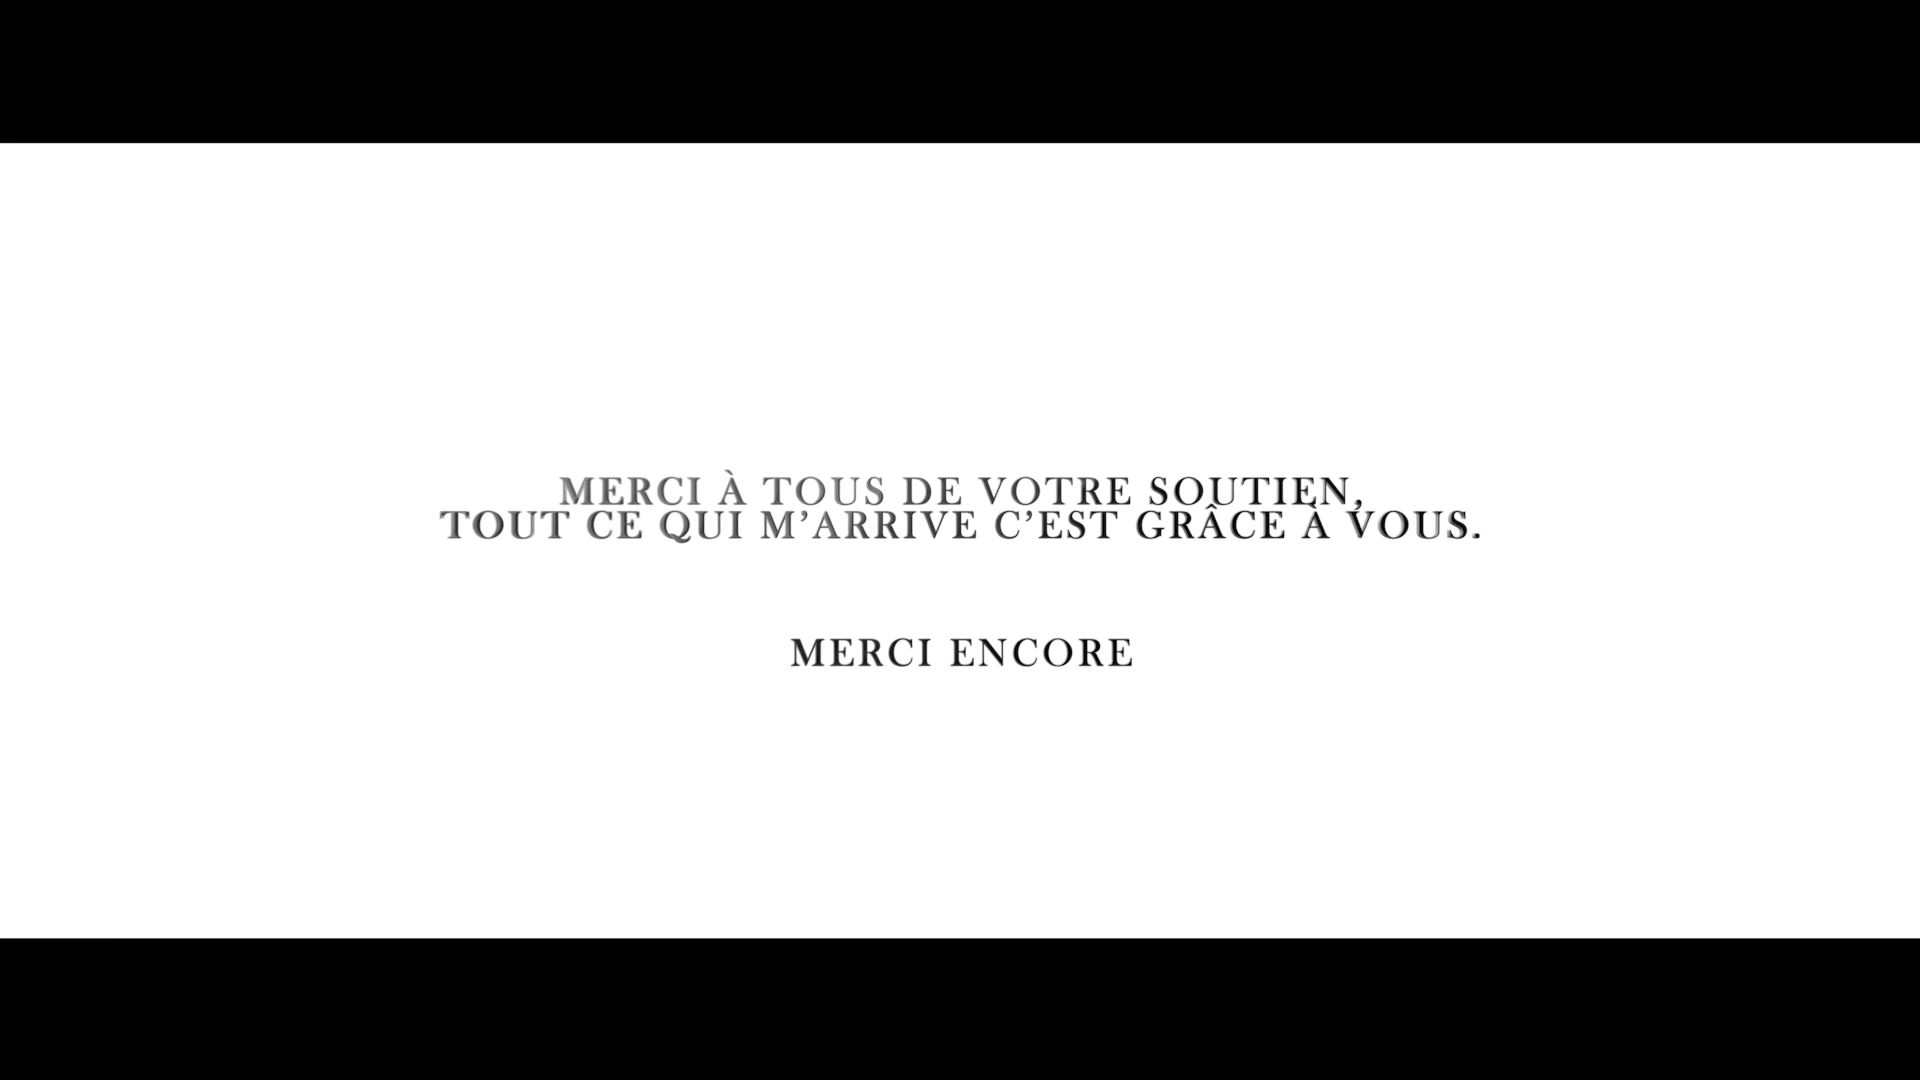 MERCI À TOUS DE VOTRE SOUTIEN,
TOUT CE QUI M’ARRIVE C’EST GRÂCE À VOUS.
MERCI ENCORE